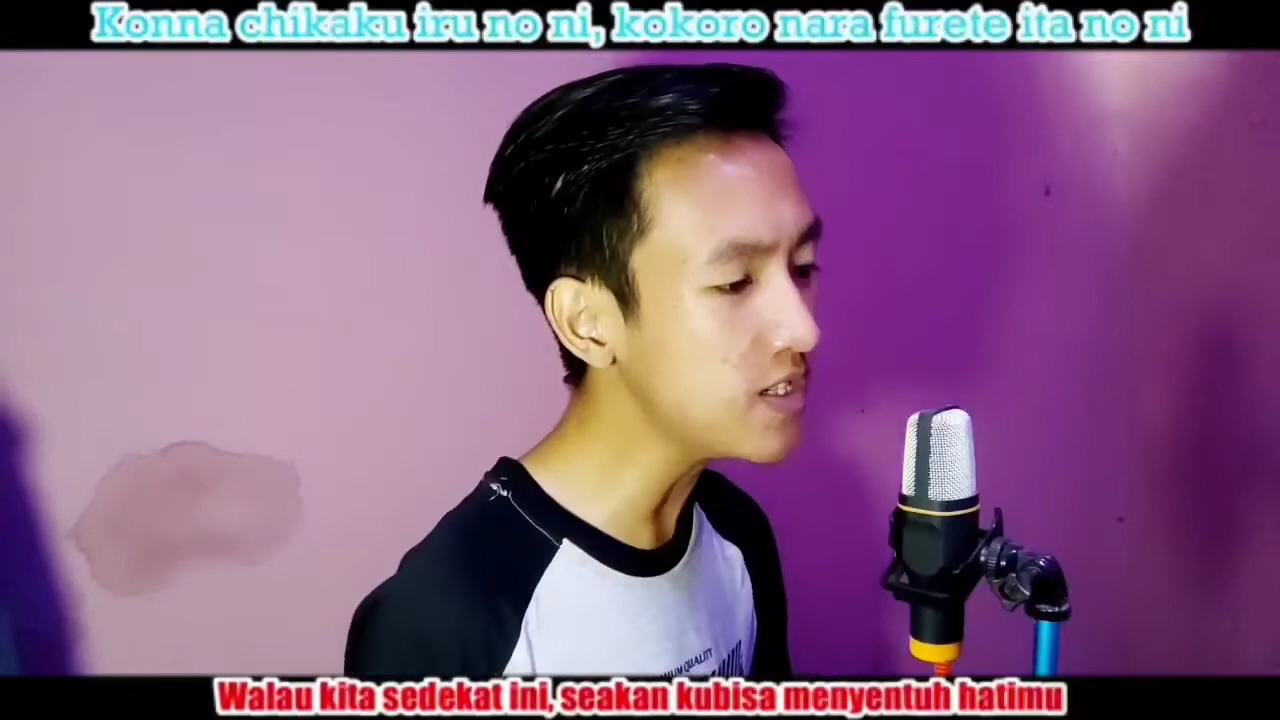 Konna chikaku iru no ni, kokoro nara furete ita no ni
QUALITY
Walau kita sedekat ini, seakan kubisa menyentuh hatimu